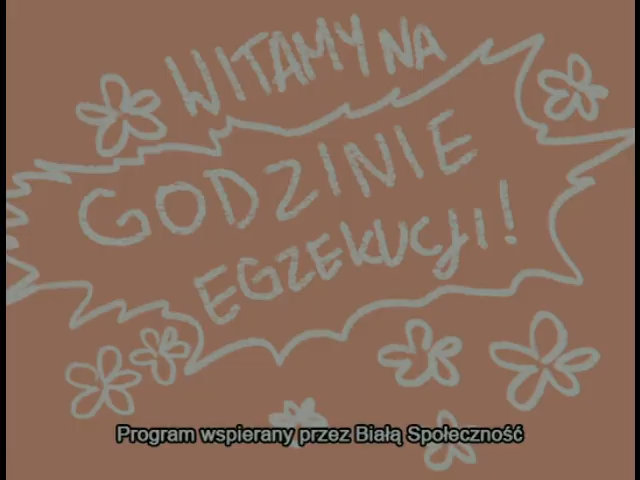 WITAMY NA
GODZINIE
EGZEKUCJI!
Program wspierany przez Białą Społeczność